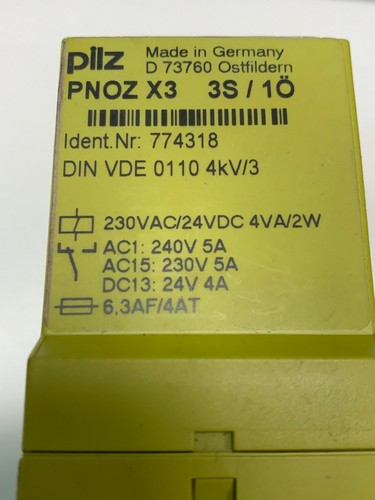 pilz Made in Germany
D 73760 Ostfildern
PNOZ X3 3S / 1Ö
Ident.Nr: 774318
DIN VDE 0110 4kV/3
230VAC/24VDC 4VA/2W
AC1: 240V 5A
AC15: 230V 5A
DC13: 24V 4A
6,3AF/4AT